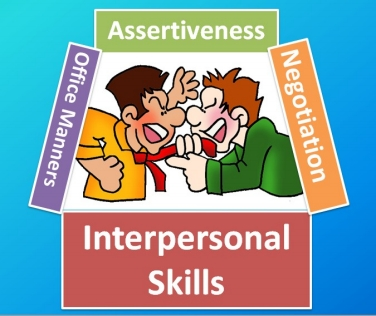 Assertiveness
Office Manners
Negotiation
Interpersonal
Skills